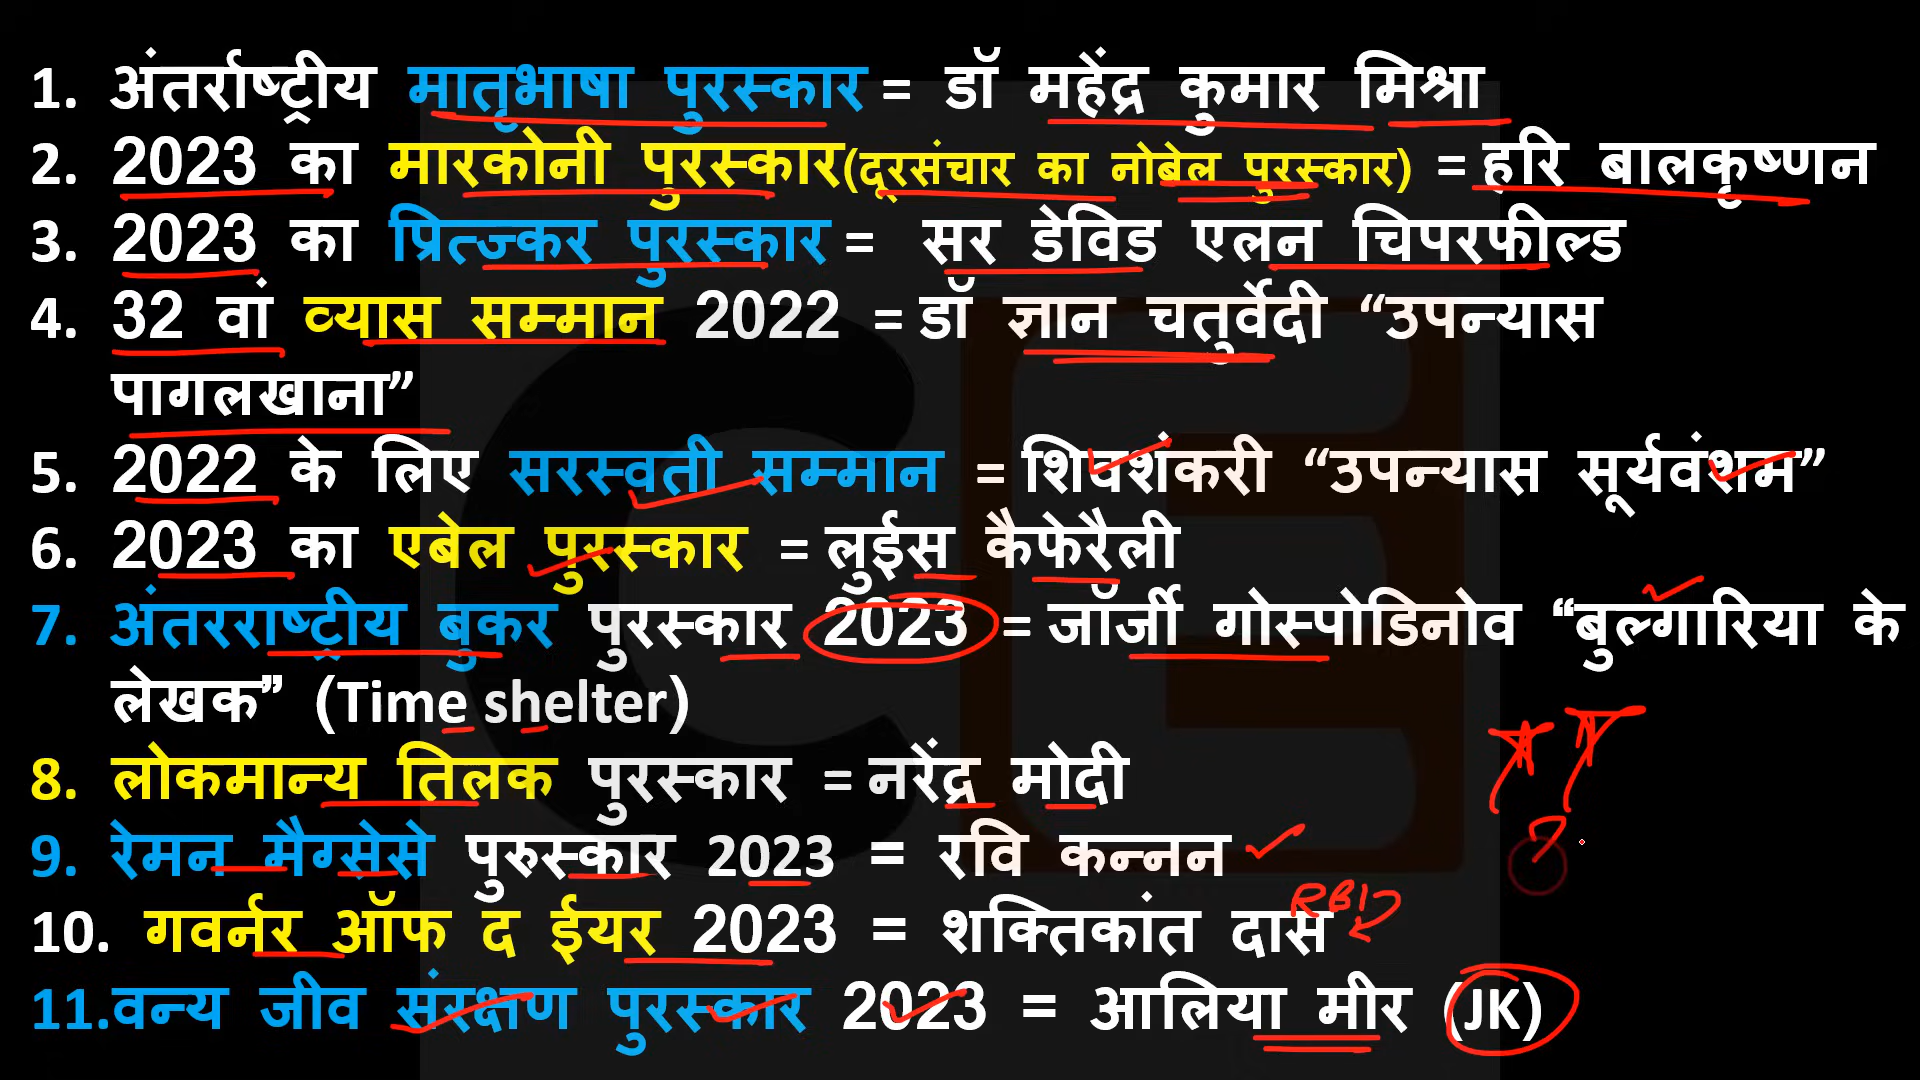 1. अंतर्राष्ट्रीय मातृभाषा पुरस्कार = डॉ महेंद्र कुमार मिश्रा
2. 2023 का मारकोनी पुरस्कार(दूरसंचार का नोबेल पुरस्कार) = हरि बालकृष्णन
3. 2023 का प्रित्ज्कर पुरस्कार = सर डेविड एलन चिपरफील्ड
4. 32 वां व्यास सम्मान 2022 = डॉ ज्ञान चतुर्वेदी “उपन्यास
पागलखाना”
5. 2022 के लिए सरस्वती सम्मान = शिवशंकरी “उपन्यास सूर्यवंशम”
6. 2023 का एबेल पुरस्कार = लुईस कैफेरैली
7. अंतरराष्ट्रीय बुकर पुरस्कार 2023 = जॉर्जी गोस्पोडिनोव “बुल्गारिया के
लेखक” (Time shelter)
8. लोकमान्य तिलक पुरस्कार = नरेंद्र मोदी
9. रेमन मैग्सेसे पुरुस्कार 2023 = रवि कन्नन
RBI
10. गवर्नर ऑफ द ईयर 2023 = शक्तिकांत दास
11.वन्य जीव संरक्षण पुरस्कार 2023 = आलिया मीर (JK)